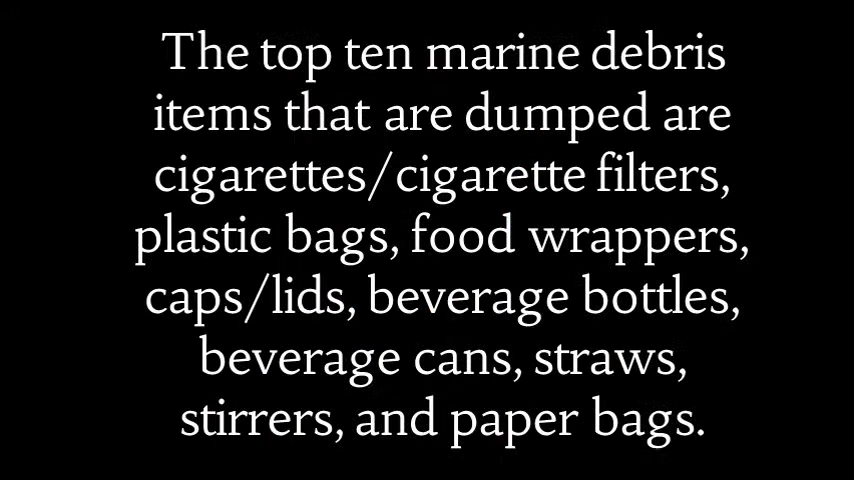 The top ten marine debris
items that are dumped are
cigarettes/cigarette filters,
plastic bags, food wrappers,
caps/lids, beverage bottles,
beverage cans, straws,
stirrers, and paper bags.